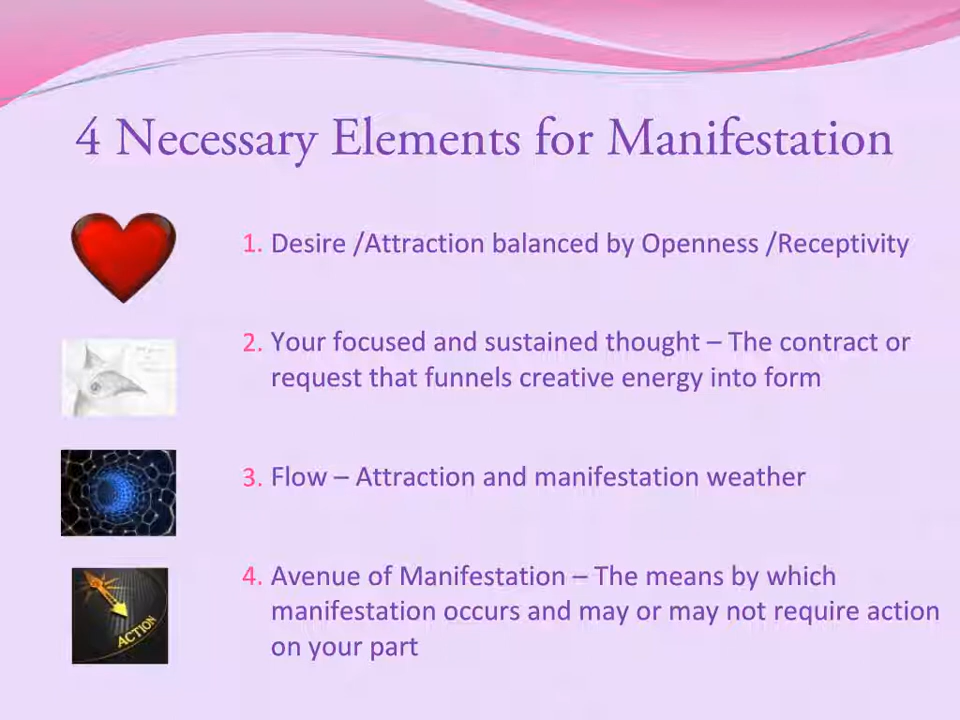 4 Necessary Elements for Manifestation
1. Desire /Attraction balanced by Openness /Receptivity
2. Your focused and sustained thought – The contract or
request that funnels creative energy into form
3. Flow – Attraction and manifestation weather
4. Avenue of Manifestation – The means by which
manifestation occurs and may or may not require action
on your part
ACTION